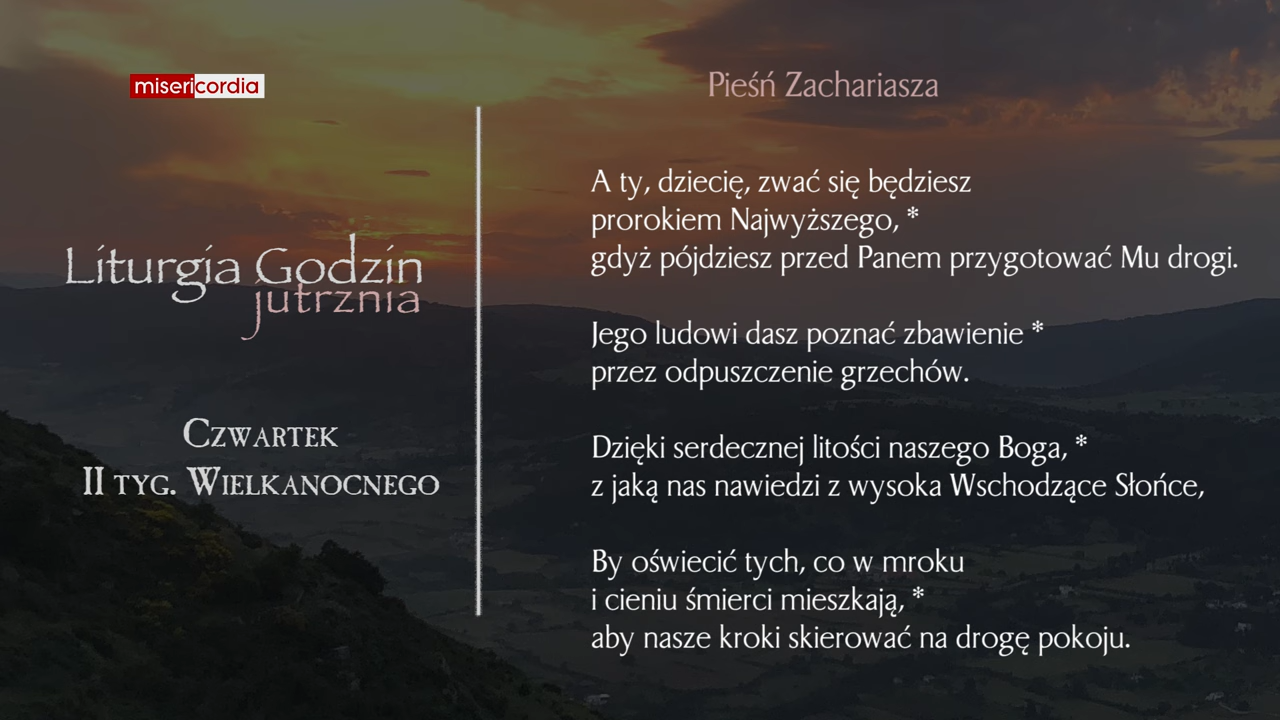 misericordia
Liturgia Godzin
jutrznia
Czwartek
II tyg. Wielkanocnego
Pieśń Zachariasza
A ty, dziecię, zwać się będziesz
prorokiem Najwyższego, *
gdyż pójdziesz przed Panem przygotować Mu drogi.
Jego ludowi dasz poznać zbawienie *
przez odpuszczenie grzechów.
Dzięki serdecznej litości naszego Boga, *
z jaką nas nawiedzi z wysoka Wschodzące Słońce,
By oświecić tych, co w mroku
i cieniu śmierci mieszkają, *
aby nasze kroki skierować na drogę pokoju.